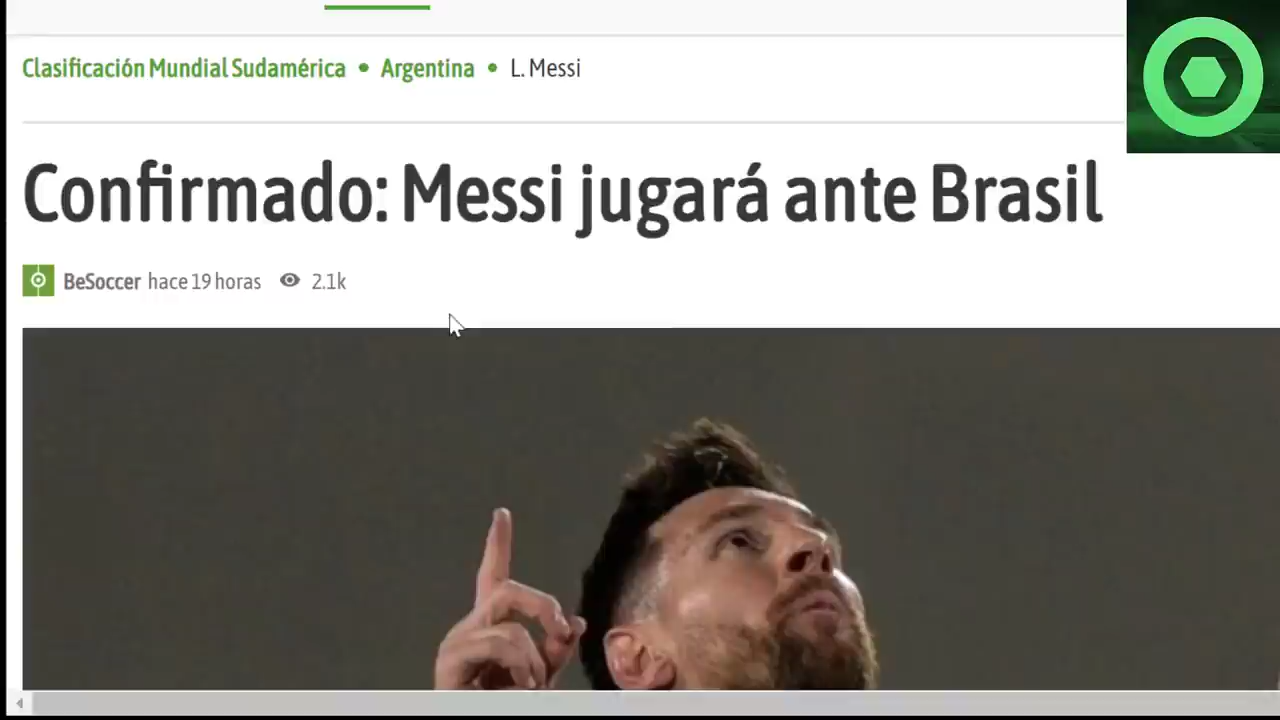 Clasificación Mundial Sudamérica • Argentina • L. Messi
Confirmado: Messi jugará ante Brasil
BeSoccer hace 19 horas 2.1k